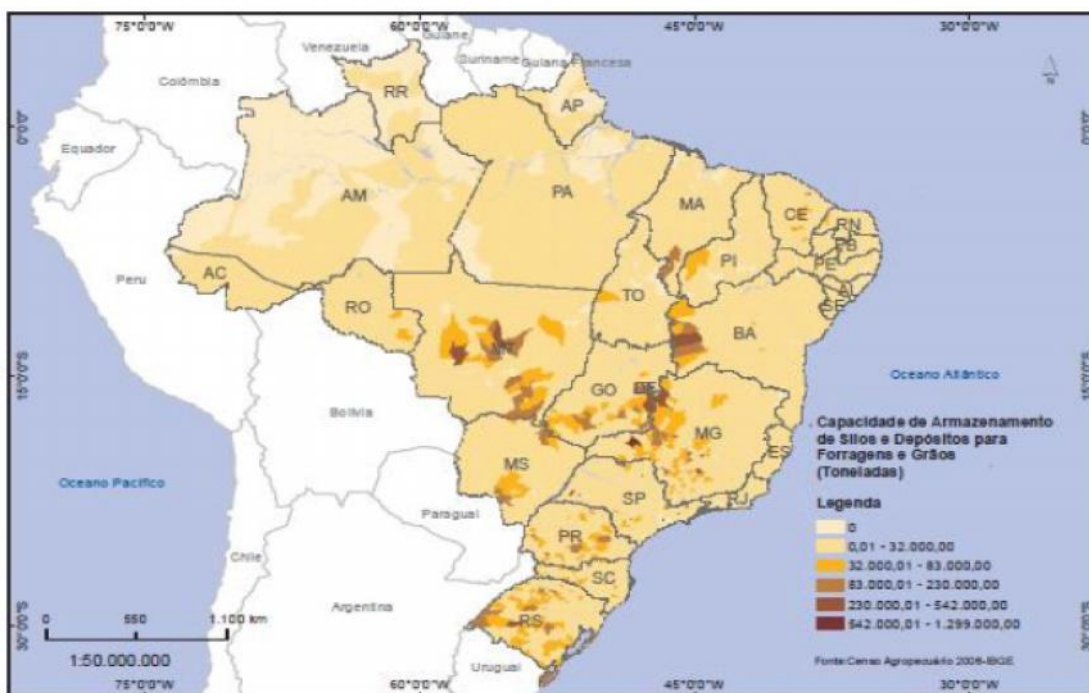 75°0'0"W 60°0'0"W 45°0'0"W 30°0'0"W
Venezuela
Guiana
Suriname
Guiana Francesa
Colômbia
RR
AP
0°0'0"
0°0'0"
Equador
AM
PA
MA
CE
RN
PB
PE
AL
SE
PI
AC
Peru
RO
TO
BA
MT
15°0'0"S
15°0'0"S
Oceano Atlântico
Bolívia
GO
DF
MG
ES
MS
Oceano Pacífico
SP
RJ
Paraguai
PR
Chile
SC
Argentina
RS
Uruguai
Capacidade de Armazenamento
de Silos e Depósitos para
Forragens e Grãos
(Toneladas)
Legenda
0
0,01 - 32.000,00
32.000,01 - 83.000,00
83.000,01 - 230.000,00
230.000,01 - 542.000,00
542.000,01 - 1.299.000,00
Fonte:Censo Agropecuário 2006-IBGE
30°0'0"S
30°0'0"S
0 550 1.100 km
1:50.000.000
75°0'0"W 60°0'0"W 45°0'0"W 30°0'0"W